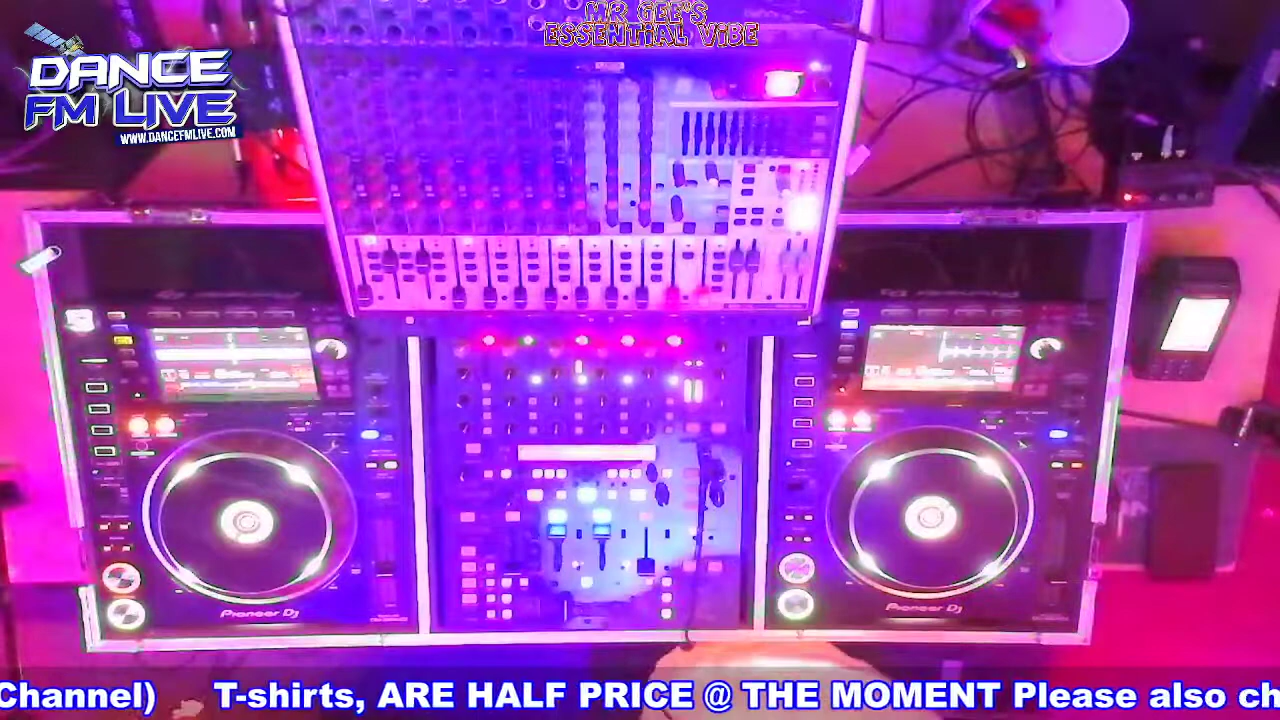 MR GEE'S
ESSENTIAL VIBE
DANCE
FM LIVE
WWW.DANCEFMLIVE.COM
Pioneer Dj
Pioneer Dj
Channel) T-shirts, ARE HALF PRICE @ THE MOMENT Please also ch